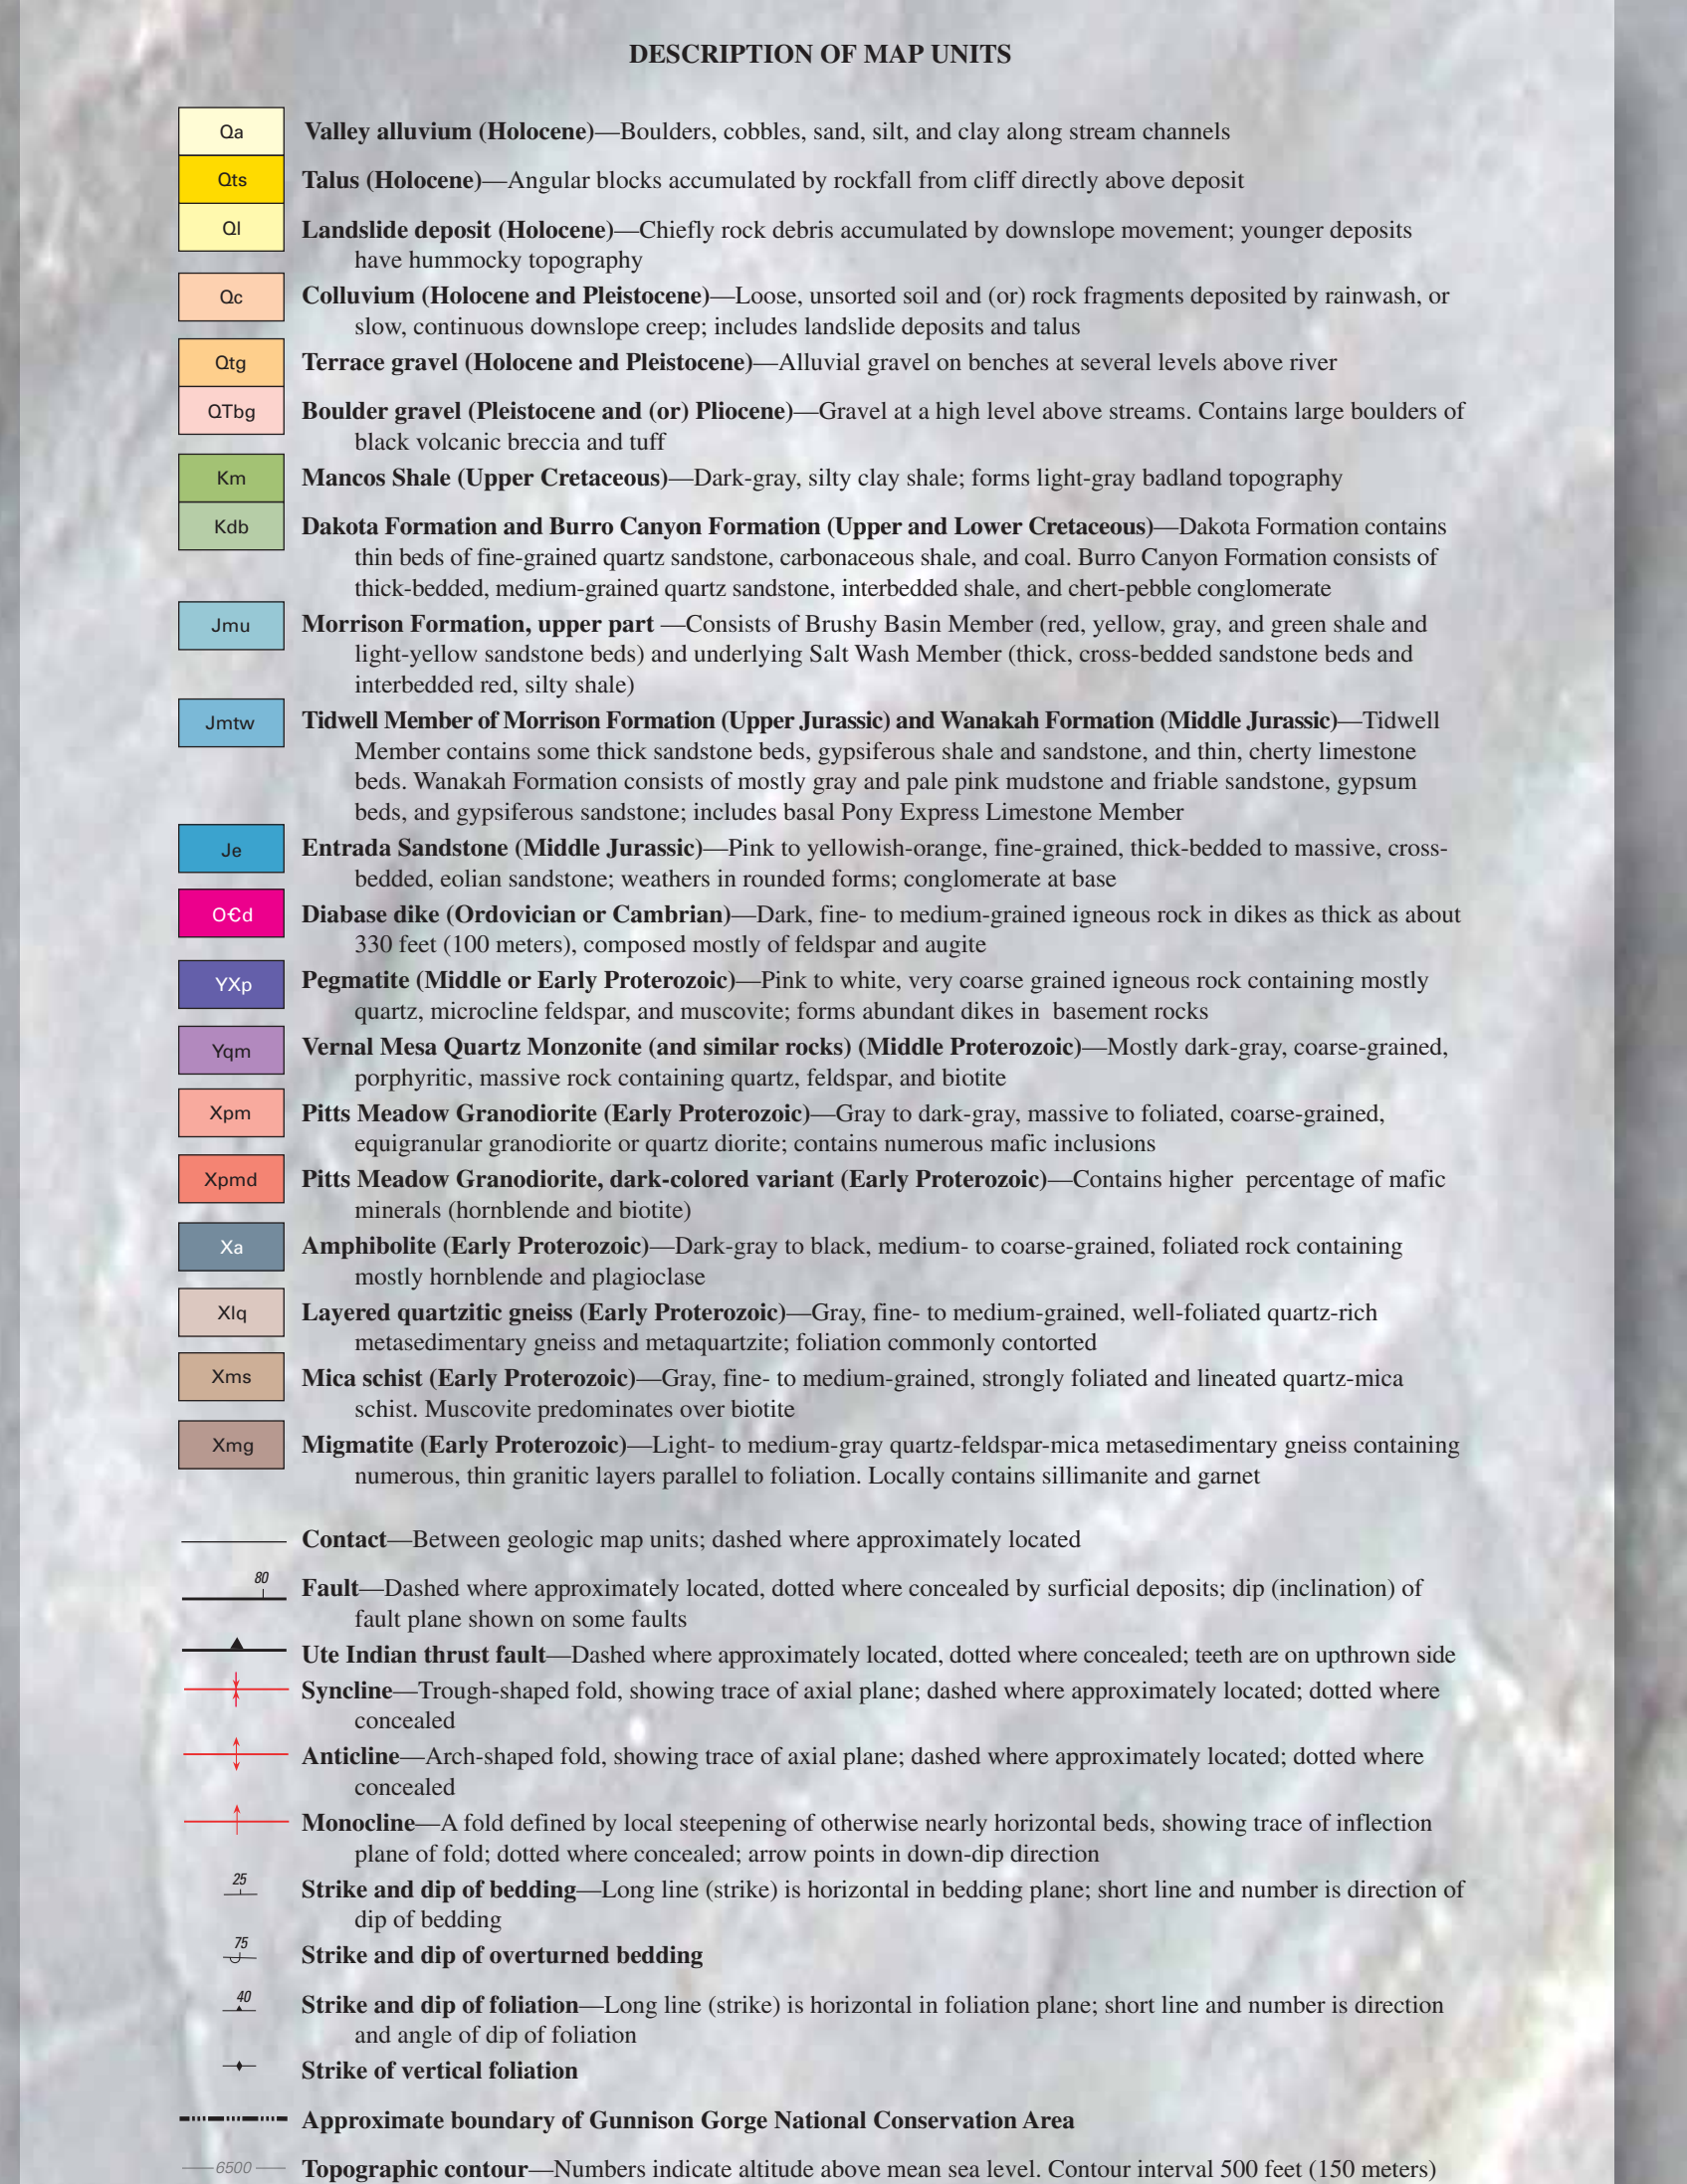 DESCRIPTION OF MAP UNITS
Qa Valley alluvium (Holocene)—Boulders, cobbles, sand, silt, and clay along stream channels
Qts Talus (Holocene)—Angular blocks accumulated by rockfall from cliff directly above deposit
Ql Landslide deposit (Holocene)—Chiefly rock debris accumulated by downslope movement; younger deposits
have hummocky topography
Qc Colluvium (Holocene and Pleistocene)—Loose, unsorted soil and (or) rock fragments deposited by rainwash, or
slow, continuous downslope creep; includes landslide deposits and talus
Qtg Terrace gravel (Holocene and Pleistocene)—Alluvial gravel on benches at several levels above river
QTbg Boulder gravel (Pleistocene and (or) Pliocene)—Gravel at a high level above streams. Contains large boulders of
black volcanic breccia and tuff
Km Mancos Shale (Upper Cretaceous)—Dark-gray, silty clay shale; forms light-gray badland topography
Kdb Dakota Formation and Burro Canyon Formation (Upper and Lower Cretaceous)—Dakota Formation contains
thin beds of fine-grained quartz sandstone, carbonaceous shale, and coal. Burro Canyon Formation consists of
thick-bedded, medium-grained quartz sandstone, interbedded shale, and chert-pebble conglomerate
Jmu Morrison Formation, upper part —Consists of Brushy Basin Member (red, yellow, gray, and green shale and
light-yellow sandstone beds) and underlying Salt Wash Member (thick, cross-bedded sandstone beds and
interbedded red, silty shale)
Jmtw Tidwell Member of Morrison Formation (Upper Jurassic) and Wanakah Formation (Middle Jurassic)—Tidwell
Member contains some thick sandstone beds, gypsiferous shale and sandstone, and thin, cherty limestone
beds. Wanakah Formation consists of mostly gray and pale pink mudstone and friable sandstone, gypsum
beds, and gypsiferous sandstone; includes basal Pony Express Limestone Member
Je Entrada Sandstone (Middle Jurassic)—Pink to yellowish-orange, fine-grained, thick-bedded to massive, cross-
bedded, eolian sandstone; weathers in rounded forms; conglomerate at base
O€d Diabase dike (Ordovician or Cambrian)—Dark, fine- to medium-grained igneous rock in dikes as thick as about
330 feet (100 meters), composed mostly of feldspar and augite
YXp Pegmatite (Middle or Early Proterozoic)—Pink to white, very coarse grained igneous rock containing mostly
quartz, microcline feldspar, and muscovite; forms abundant dikes in basement rocks
Yqm Vernal Mesa Quartz Monzonite (and similar rocks) (Middle Proterozoic)—Mostly dark-gray, coarse-grained,
porphyritic, massive rock containing quartz, feldspar, and biotite
Xpm Pitts Meadow Granodiorite (Early Proterozoic)—Gray to dark-gray, massive to foliated, coarse-grained,
equigranular granodiorite or quartz diorite; contains numerous mafic inclusions
Xpmd Pitts Meadow Granodiorite, dark-colored variant (Early Proterozoic)—Contains higher percentage of mafic
minerals (hornblende and biotite)
Xa Amphibolite (Early Proterozoic)—Dark-gray to black, medium- to coarse-grained, foliated rock containing
mostly hornblende and plagioclase
Xlq Layered quartzitic gneiss (Early Proterozoic)—Gray, fine- to medium-grained, well-foliated quartz-rich
metasedimentary gneiss and metaquartzite; foliation commonly contorted
Xms Mica schist (Early Proterozoic)—Gray, fine- to medium-grained, strongly foliated and lineated quartz-mica
schist. Muscovite predominates over biotite
Xmg Migmatite (Early Proterozoic)—Light- to medium-gray quartz-feldspar-mica metasedimentary gneiss containing
numerous, thin granitic layers parallel to foliation. Locally contains sillimanite and garnet
Contact—Between geologic map units; dashed where approximately located
80 Fault—Dashed where approximately located, dotted where concealed by surficial deposits; dip (inclination) of
fault plane shown on some faults
Ute Indian thrust fault—Dashed where approximately located, dotted where concealed; teeth are on upthrown side
Syncline—Trough-shaped fold, showing trace of axial plane; dashed where approximately located; dotted where
concealed
Anticline—Arch-shaped fold, showing trace of axial plane; dashed where approximately located; dotted where
concealed
Monocline—A fold defined by local steepening of otherwise nearly horizontal beds, showing trace of inflection
plane of fold; dotted where concealed; arrow points in down-dip direction
25 Strike and dip of bedding—Long line (strike) is horizontal in bedding plane; short line and number is direction of
dip of bedding
75 Strike and dip of overturned bedding
40 Strike and dip of foliation—Long line (strike) is horizontal in foliation plane; short line and number is direction
and angle of dip of foliation
Strike of vertical foliation
Approximate boundary of Gunnison Gorge National Conservation Area
6500 Topographic contour—Numbers indicate altitude above mean sea level. Contour interval 500 feet (150 meters)